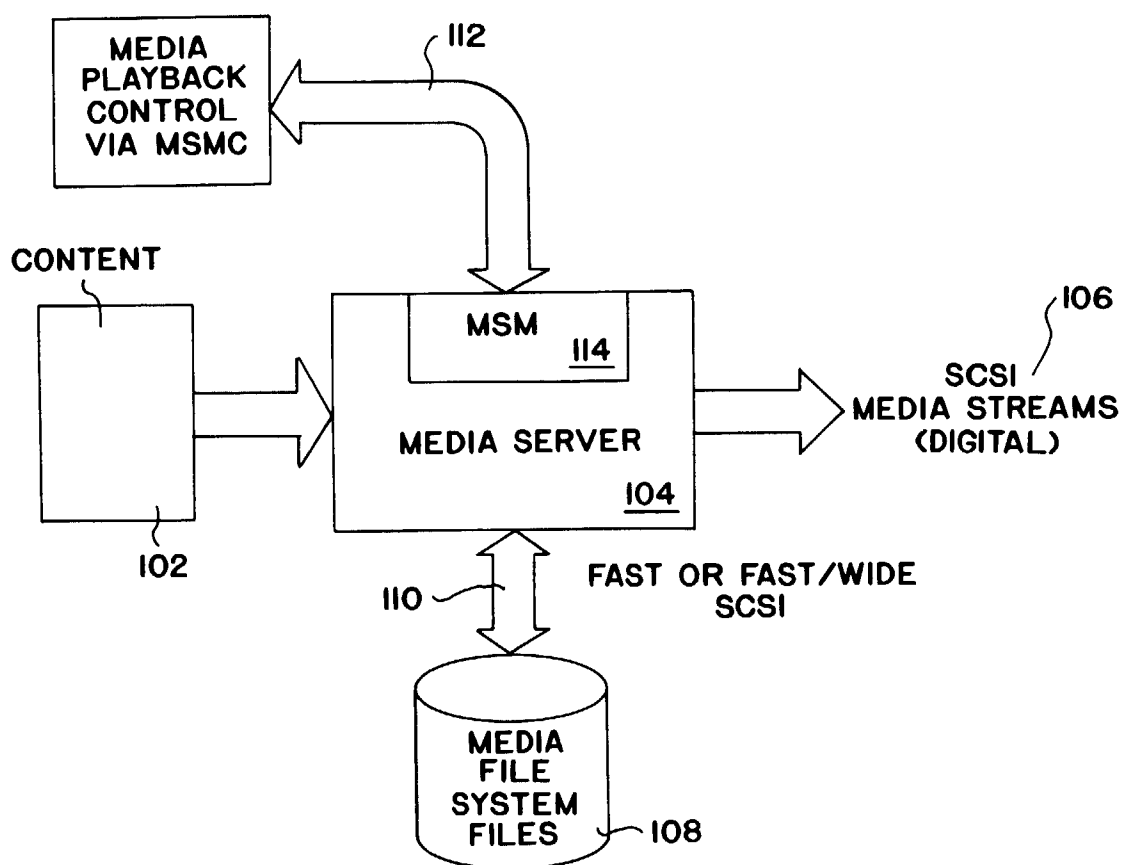 MEDIA
PLAYBACK
CONTROL
VIA MSMC
112
CONTENT
102
MSM
114
MEDIA SERVER
104
106
SCSI
MEDIA STREAMS
(DIGITAL)
110
FAST OR FAST/WIDE
SCSI
MEDIA
FILE
SYSTEM
FILES
108